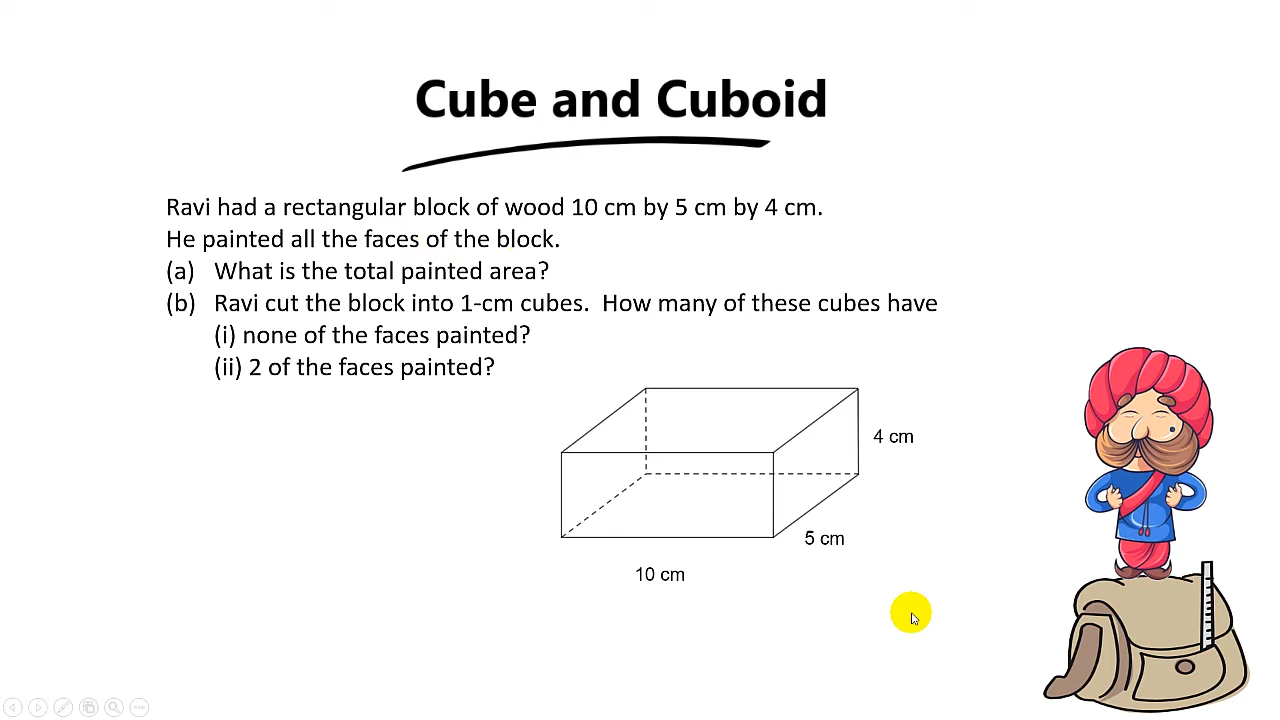 Cube and Cuboid
Ravi had a rectangular block of wood 10 cm by 5 cm by 4 cm.
He painted all the faces of the block.
(a) What is the total painted area?
(b) Ravi cut the block into 1-cm cubes. How many of these cubes have
(i) none of the faces painted?
(ii) 2 of the faces painted?
4 cm
5 cm
10 cm